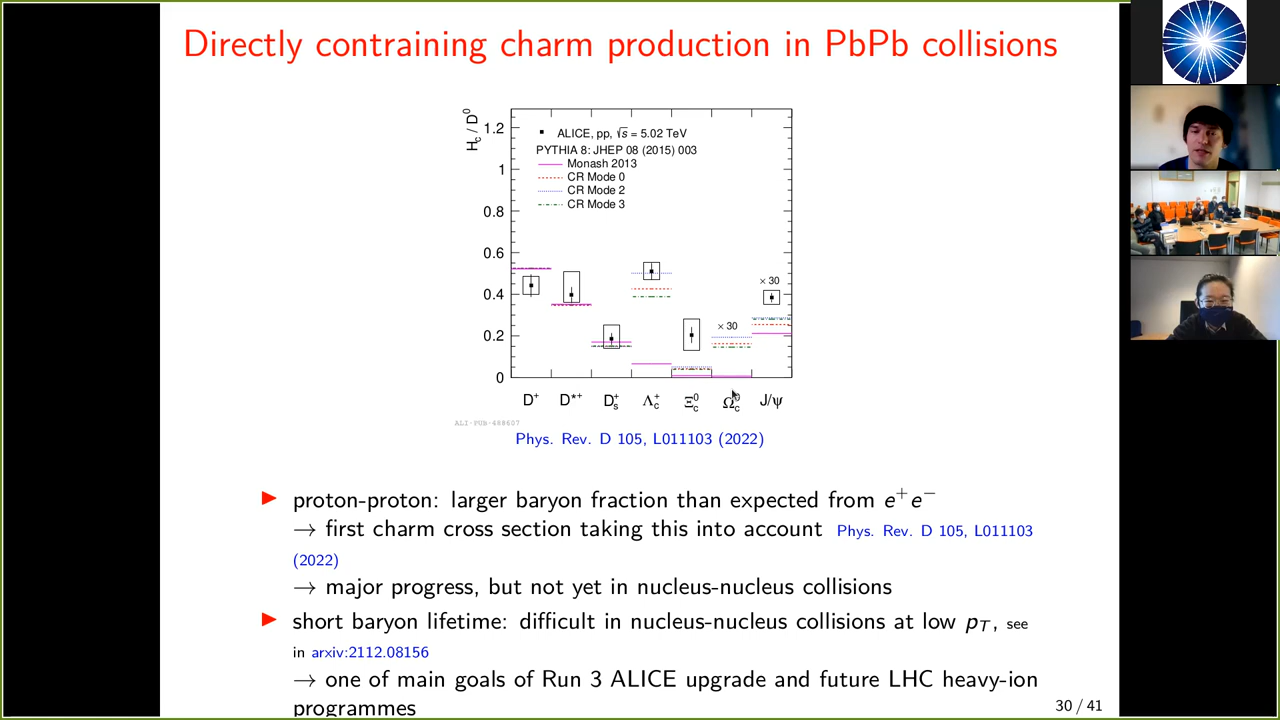 Directly contraining charm production in PbPb collisions
H_c / D^0
1.2
1
0.8
0.6
0.4
0.2
0
ALICE, pp, √s = 5.02 TeV
PYTHIA 8: JHEP 08 (2015) 003
Monash 2013
CR Mode 0
CR Mode 2
CR Mode 3
× 30
× 30
D⁺ D*⁺ D_s⁺ Λ_c⁺ Ξ_c⁰ Ω_c⁰ J/ψ
ALI-PUB-488607
Phys. Rev. D 105, L011103 (2022)
▶ proton-proton: larger baryon fraction than expected from e⁺e⁻
→ first charm cross section taking this into account Phys. Rev. D 105, L011103
(2022)
→ major progress, but not yet in nucleus-nucleus collisions
▶ short baryon lifetime: difficult in nucleus-nucleus collisions at low p_T, see
in arxiv:2112.08156
→ one of main goals of Run 3 ALICE upgrade and future LHC heavy-ion
programmes
30 / 41